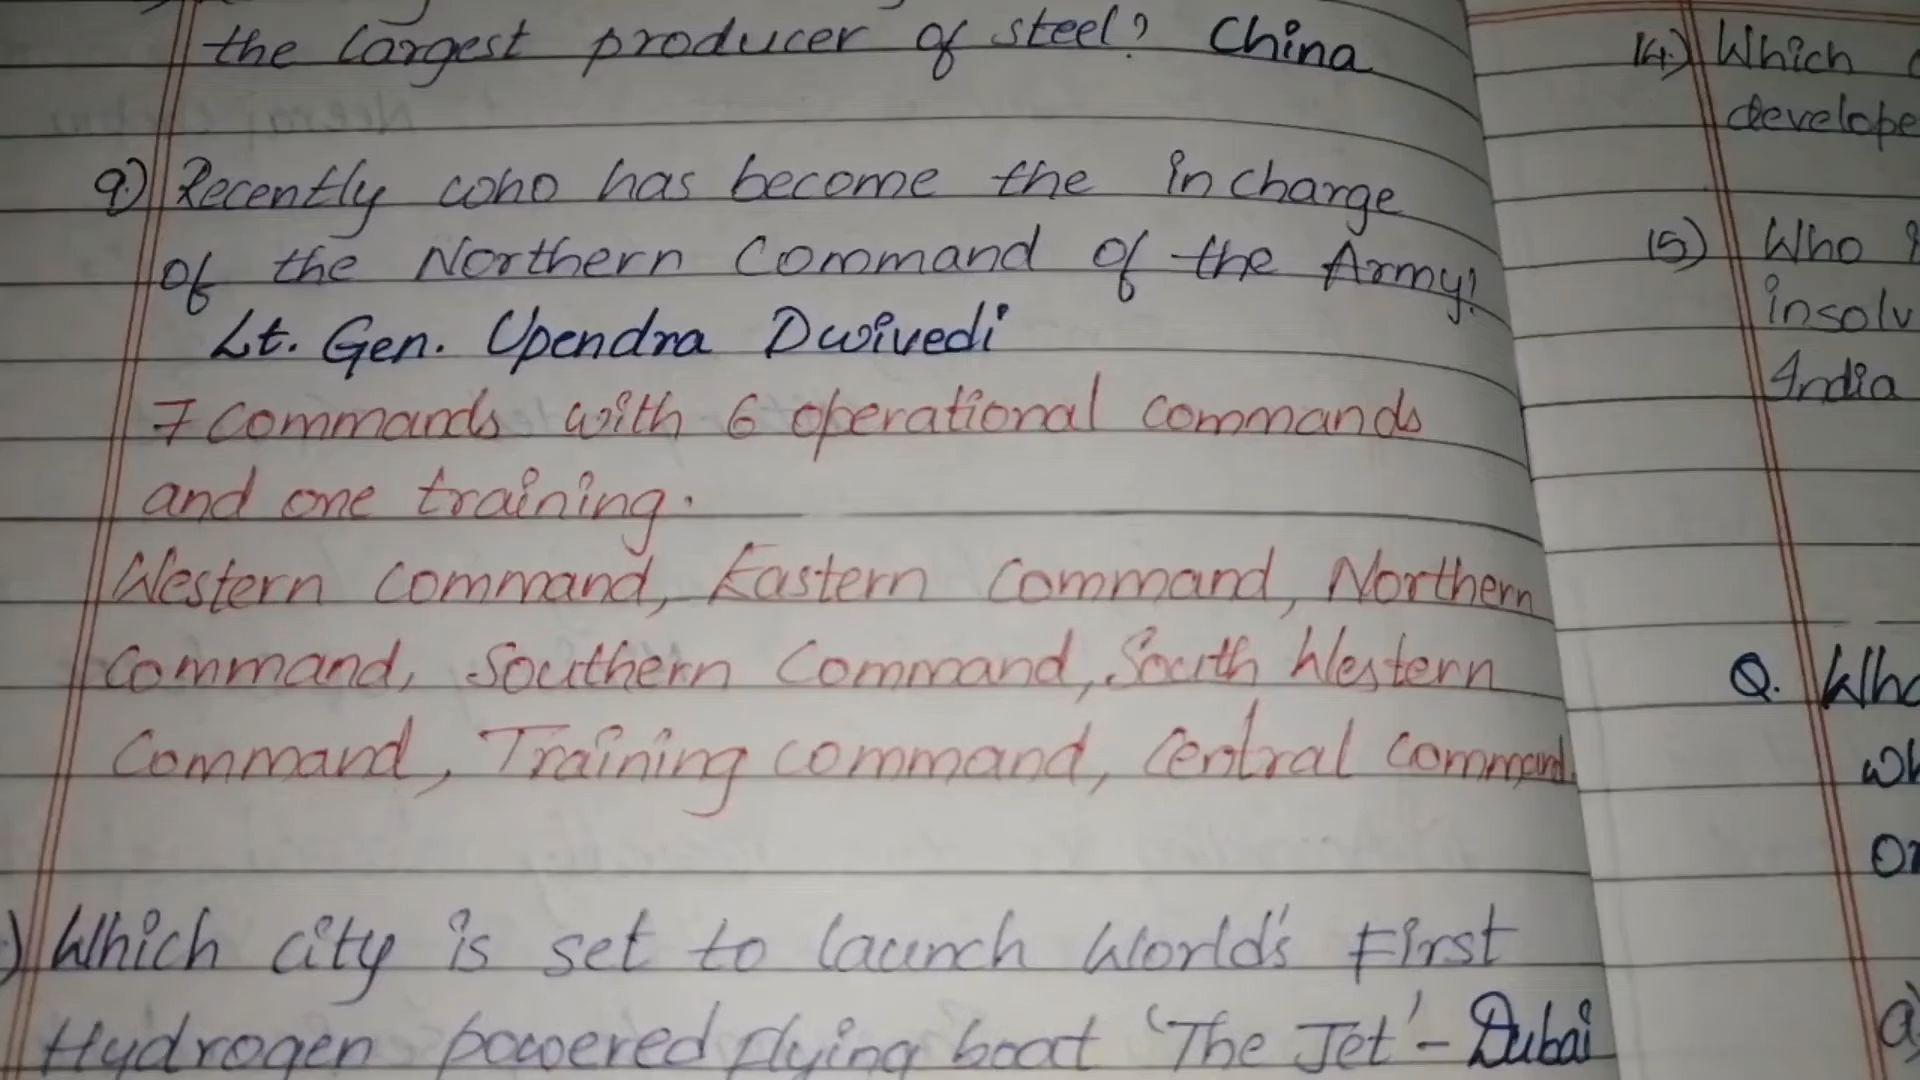 the largest producer of steel? China
9.) Recently who has become the in charge
of the Northern Command of the Army?
Lt. Gen. Upendra Dwivedi
7 Commands with 6 operational commands
and one training.
Western Command, Eastern Command, Northern
Command, Southern Command, South Western
Command, Training command, Central Command.
) Which city is set to launch World's First
Hydrogen powered flying boat 'The Jet' - Dubai
14.) Which
develope
15) Who
insolv
India
Q. Who
wh
a)